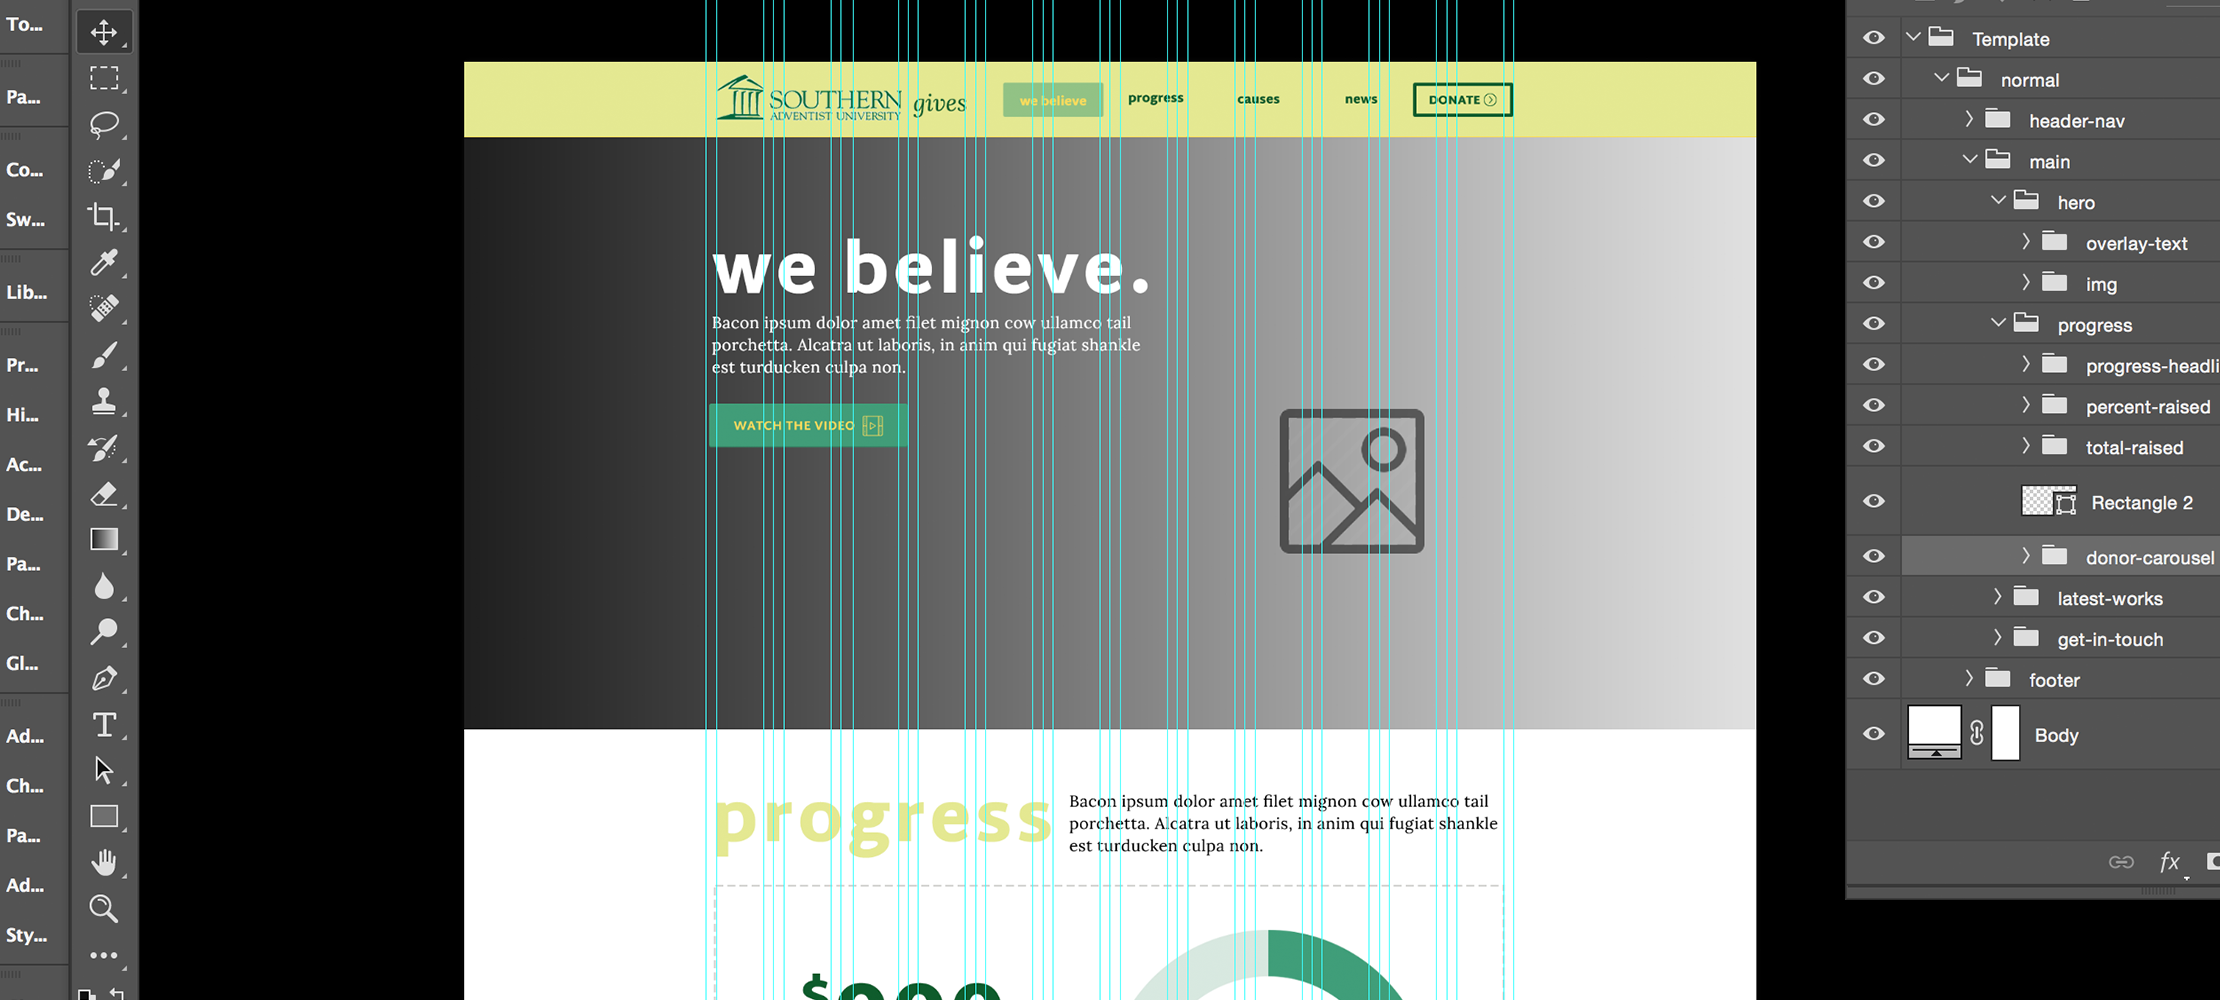 To...
Pa...
Co...
Sw...
Lib...
Pr...
Hi...
Ac...
De...
Pa...
Ch...
Gl...
Ad...
Ch...
Pa...
Ad...
Sty...
T
SOUTHERN gives
ADVENTIST UNIVERSITY
we believe
progress
causes
news
DONATE
we believe.
Bacon ipsum dolor amet filet mignon cow ullamco tail
porchetta. Alcatra ut laboris, in anim qui fugiat shankle
est turducken culpa non.
WATCH THE VIDEO
progress
Bacon ipsum dolor amet filet mignon cow ullamco tail
porchetta. Alcatra ut laboris, in anim qui fugiat shankle
est turducken culpa non.
Template
normal
header-nav
main
hero
overlay-text
img
progress
progress-headli
percent-raised
total-raised
Rectangle 2
donor-carousel
latest-works
get-in-touch
footer
Body
fx